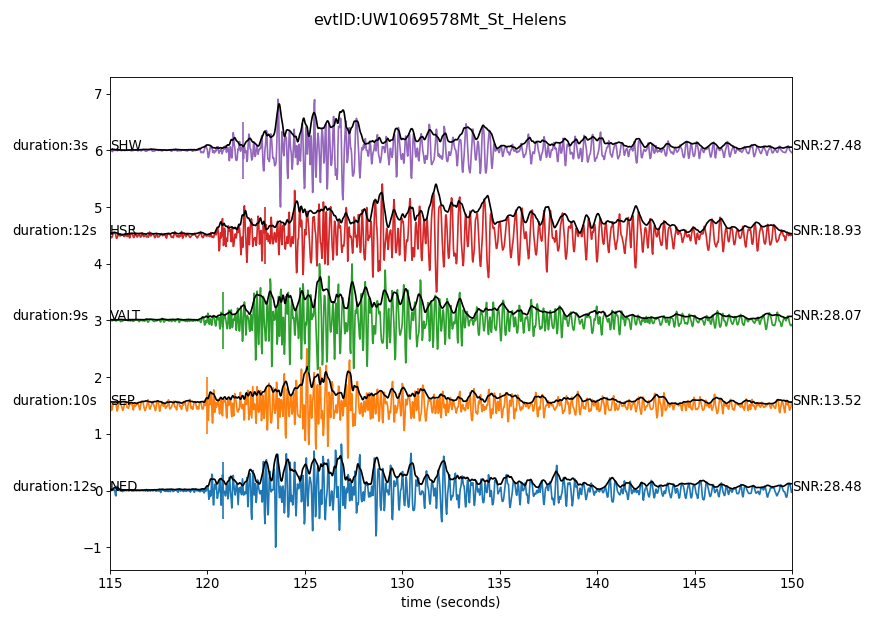 evtID:UW1069578Mt_St_Helens
7
duration:3s SHW SNR:27.48
6
5
duration:12s HSR SNR:18.93
4
duration:9s VALT SNR:28.07
3
2
duration:10s SEP SNR:13.52
1
duration:12s NED SNR:28.48
0
−1
115 120 125 130 135 140 145 150
time (seconds)